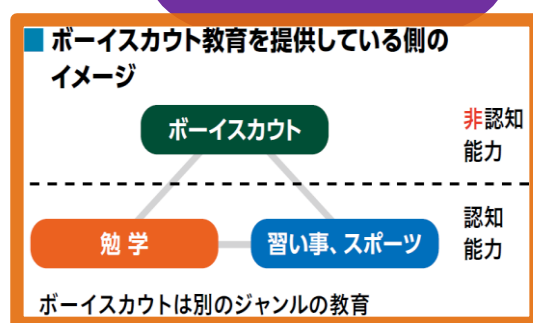 ■ ボーイスカウト教育を提供している側の
イメージ
ボーイスカウト
非認知
能力
勉学
習い事、スポーツ
認知
能力
ボーイスカウトは別のジャンルの教育